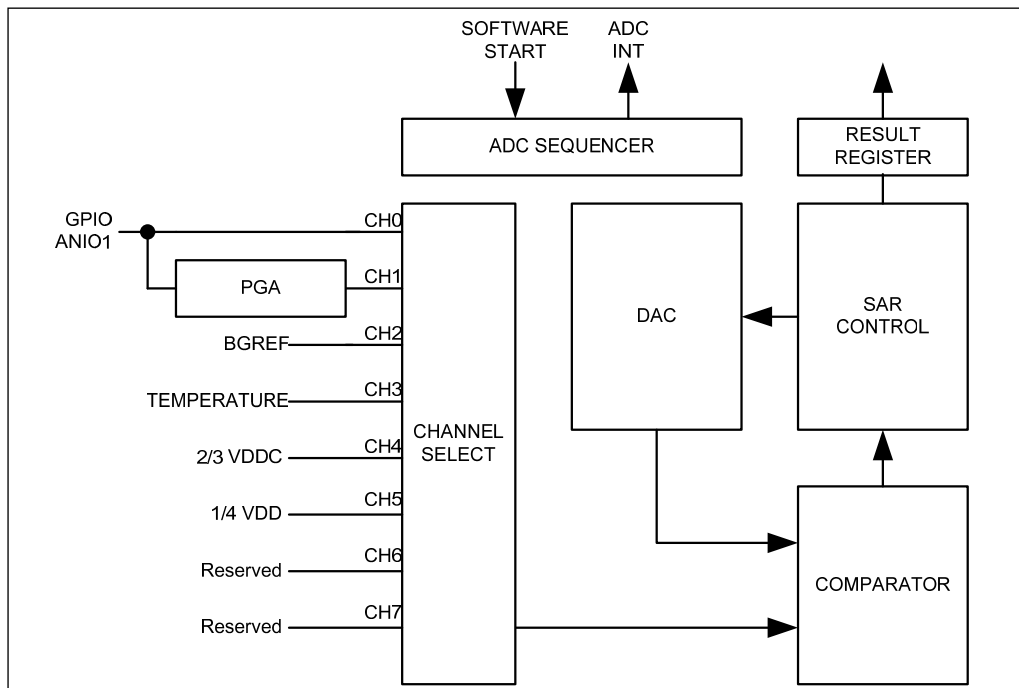 SOFTWARE
START
ADC
INT
ADC SEQUENCER
RESULT
REGISTER
GPIO
ANIO1
CH0
PGA
CH1
BGREF
CH2
TEMPERATURE
CH3
2/3 VDDC
CH4
1/4 VDD
CH5
Reserved
CH6
Reserved
CH7
CHANNEL
SELECT
DAC
SAR
CONTROL
COMPARATOR